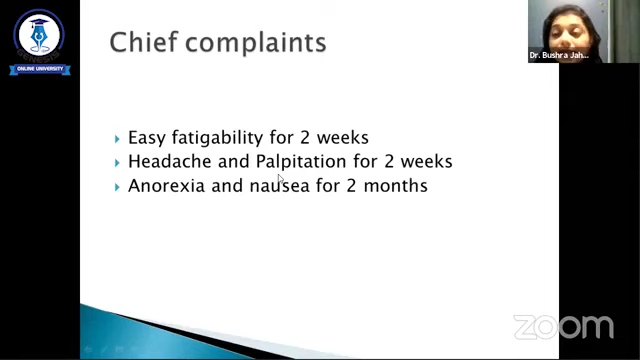 Chief complaints
Dr. Bushra Jah...
GENESIS
ONLINE UNIVERSITY
Easy fatigability for 2 weeks
Headache and Palpitation for 2 weeks
Anorexia and nausea for 2 months
zoom